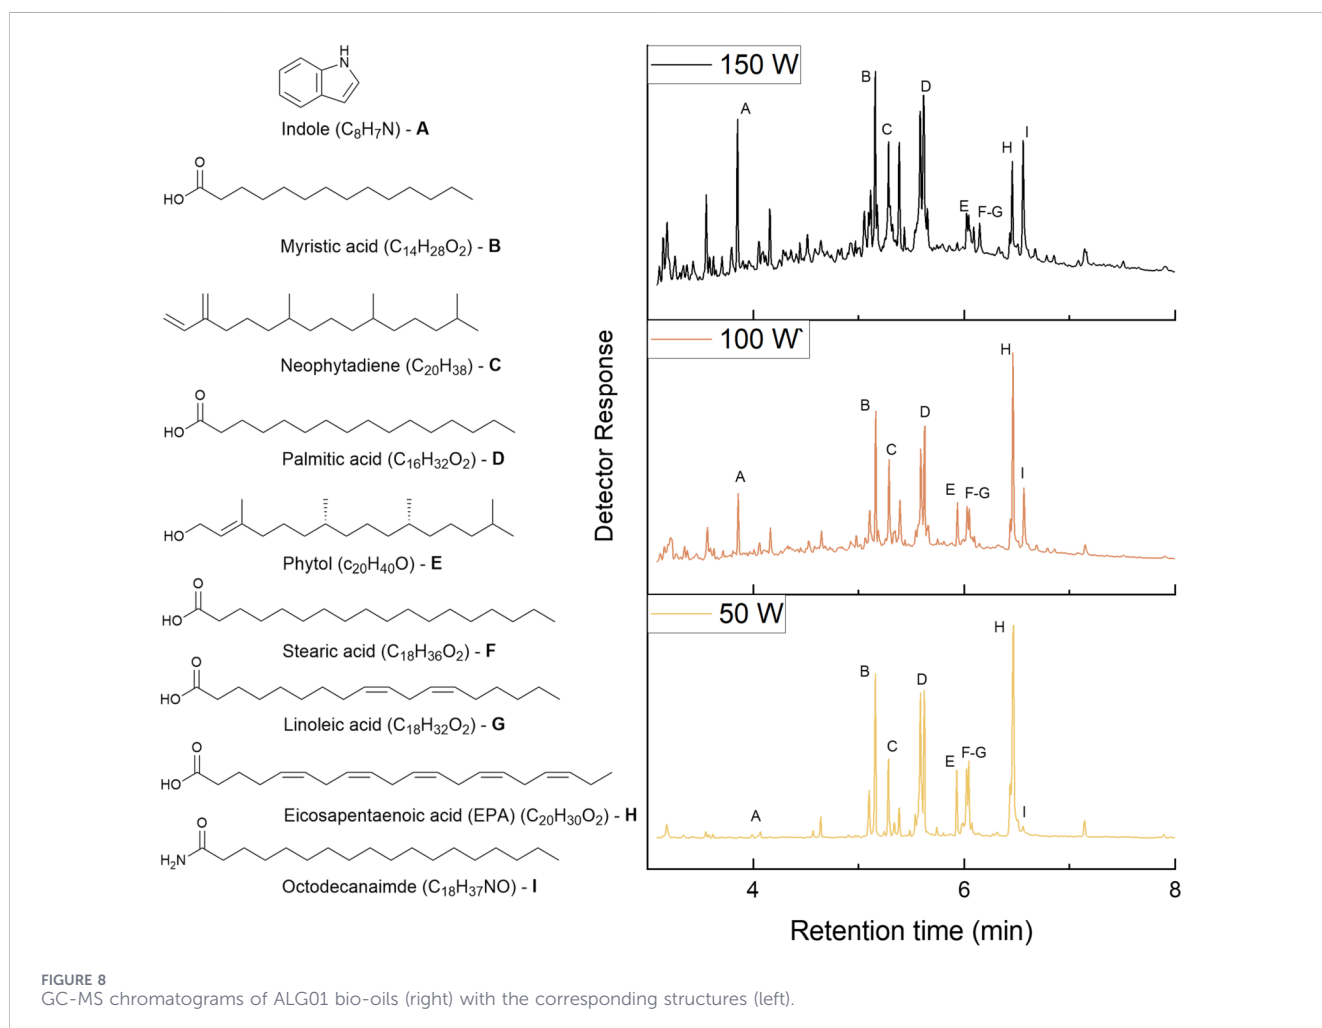 N
H
Indole (C8H7N) - A
O
HO
Myristic acid (C14H28O2) - B
Neophytadiene (C20H38) - C
O
HO
Palmitic acid (C16H32O2) - D
HO
Phytol (c20H40O) - E
O
HO
Stearic acid (C18H36O2) - F
O
HO
Linoleic acid (C18H32O2) - G
O
HO
Eicosapentaenoic acid (EPA) (C20H30O2) - H
O
H2N
Octodecanaimde (C18H37NO) - I
Detector Response
150 W
A
B
C
D
E
F-G
H
I
100 W`
A
B
C
D
E
F-G
H
I
50 W
A
B
C
D
E
F-G
H
I
4 6 8
Retention time (min)
FIGURE 8
GC-MS chromatograms of ALG01 bio-oils (right) with the corresponding structures (left).